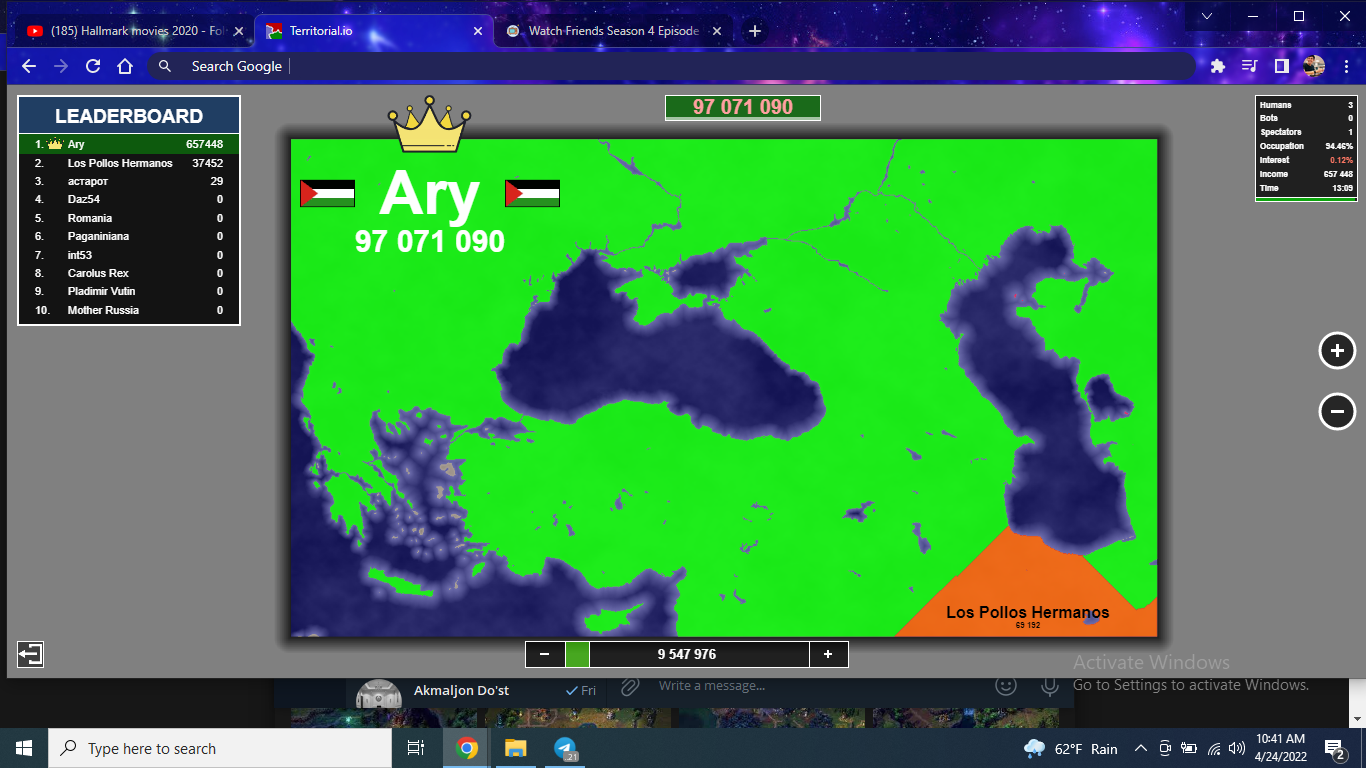 (185) Hallmark movies 2020 - Fol
Territorial.io
Watch Friends Season 4 Episode
Search Google
LEADERBOARD
1. Ary 657448
2. Los Pollos Hermanos 37452
3. астарот 29
4. Daz54 0
5. Romania 0
6. Paganiniana 0
7. int53 0
8. Carolus Rex 0
9. Pladimir Vutin 0
10. Mother Russia 0
97 071 090
Humans 3
Bots 0
Spectators 1
Occupation 94.46%
Interest 0.12%
Income 657 448
Time 13:09
Ary
97 071 090
Los Pollos Hermanos
69 192
9 547 976
Activate Windows
Go to Settings to activate Windows.
Akmaljon Do'st
Fri
Write a message...
Type here to search
21
62°F Rain
10:41 AM
4/24/2022
2